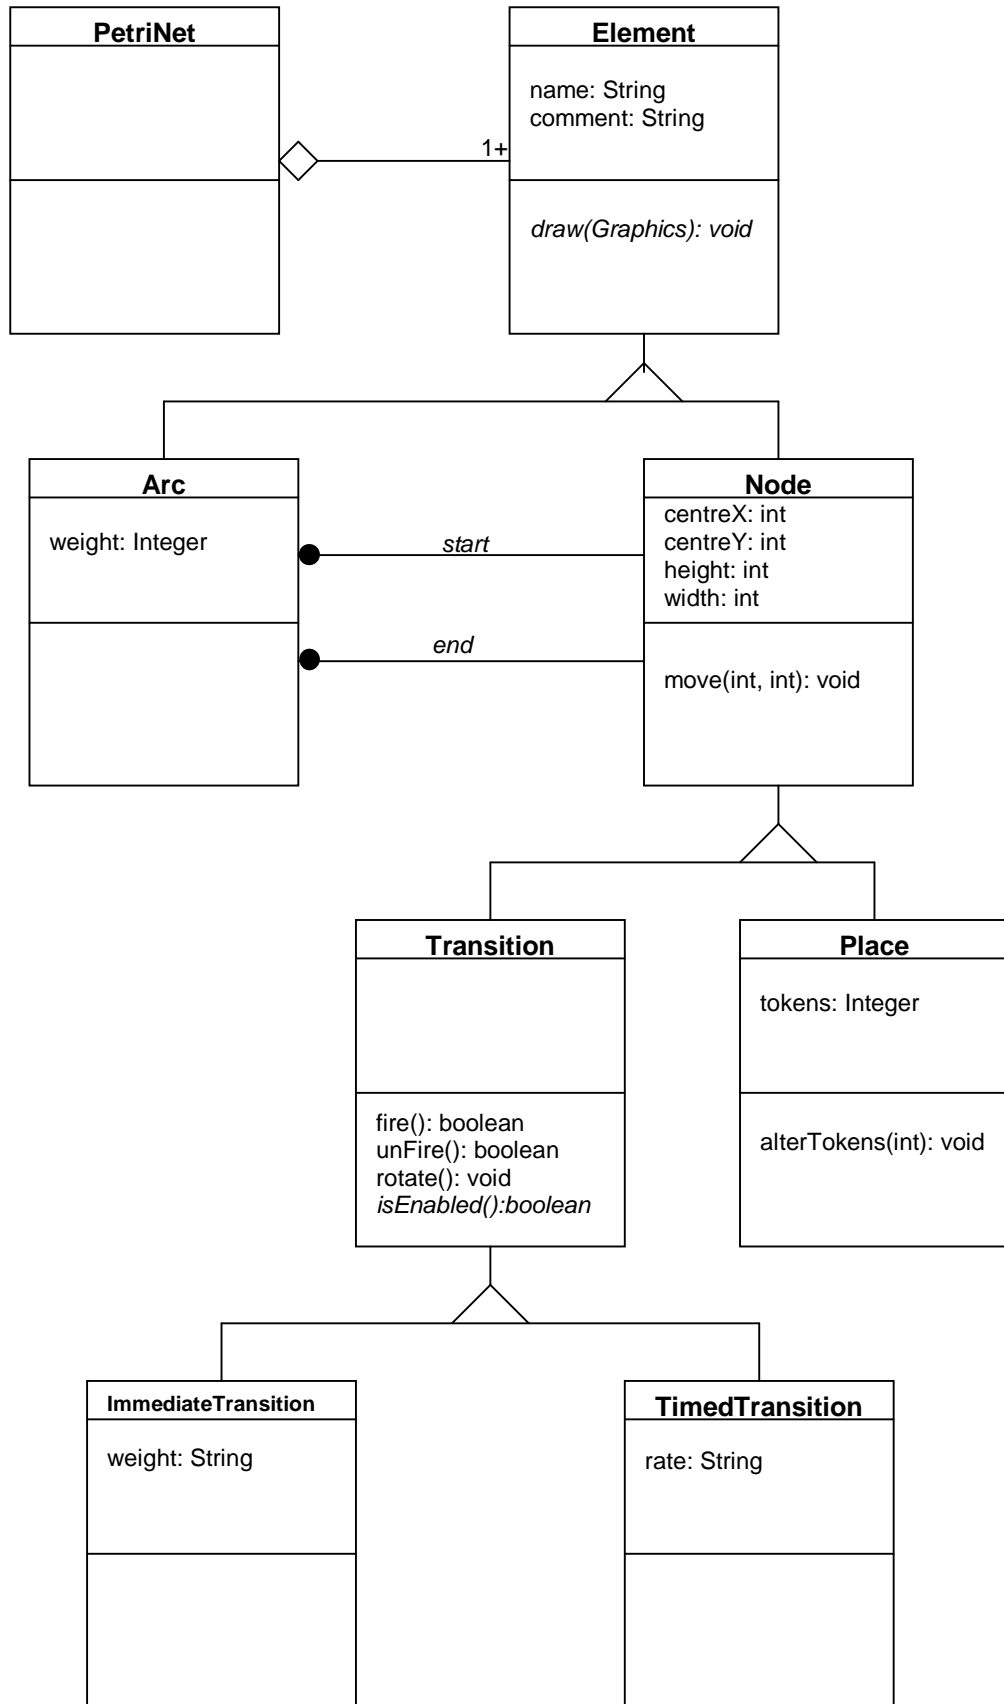 PetriNet
Element
name: String
comment: String
1+
draw(Graphics): void
Arc
weight: Integer
start
end
Node
centreX: int
centreY: int
height: int
width: int
move(int, int): void
Transition
fire(): boolean
unFire(): boolean
rotate(): void
isEnabled():boolean
Place
tokens: Integer
alterTokens(int): void
ImmediateTransition
weight: String
TimedTransition
rate: String